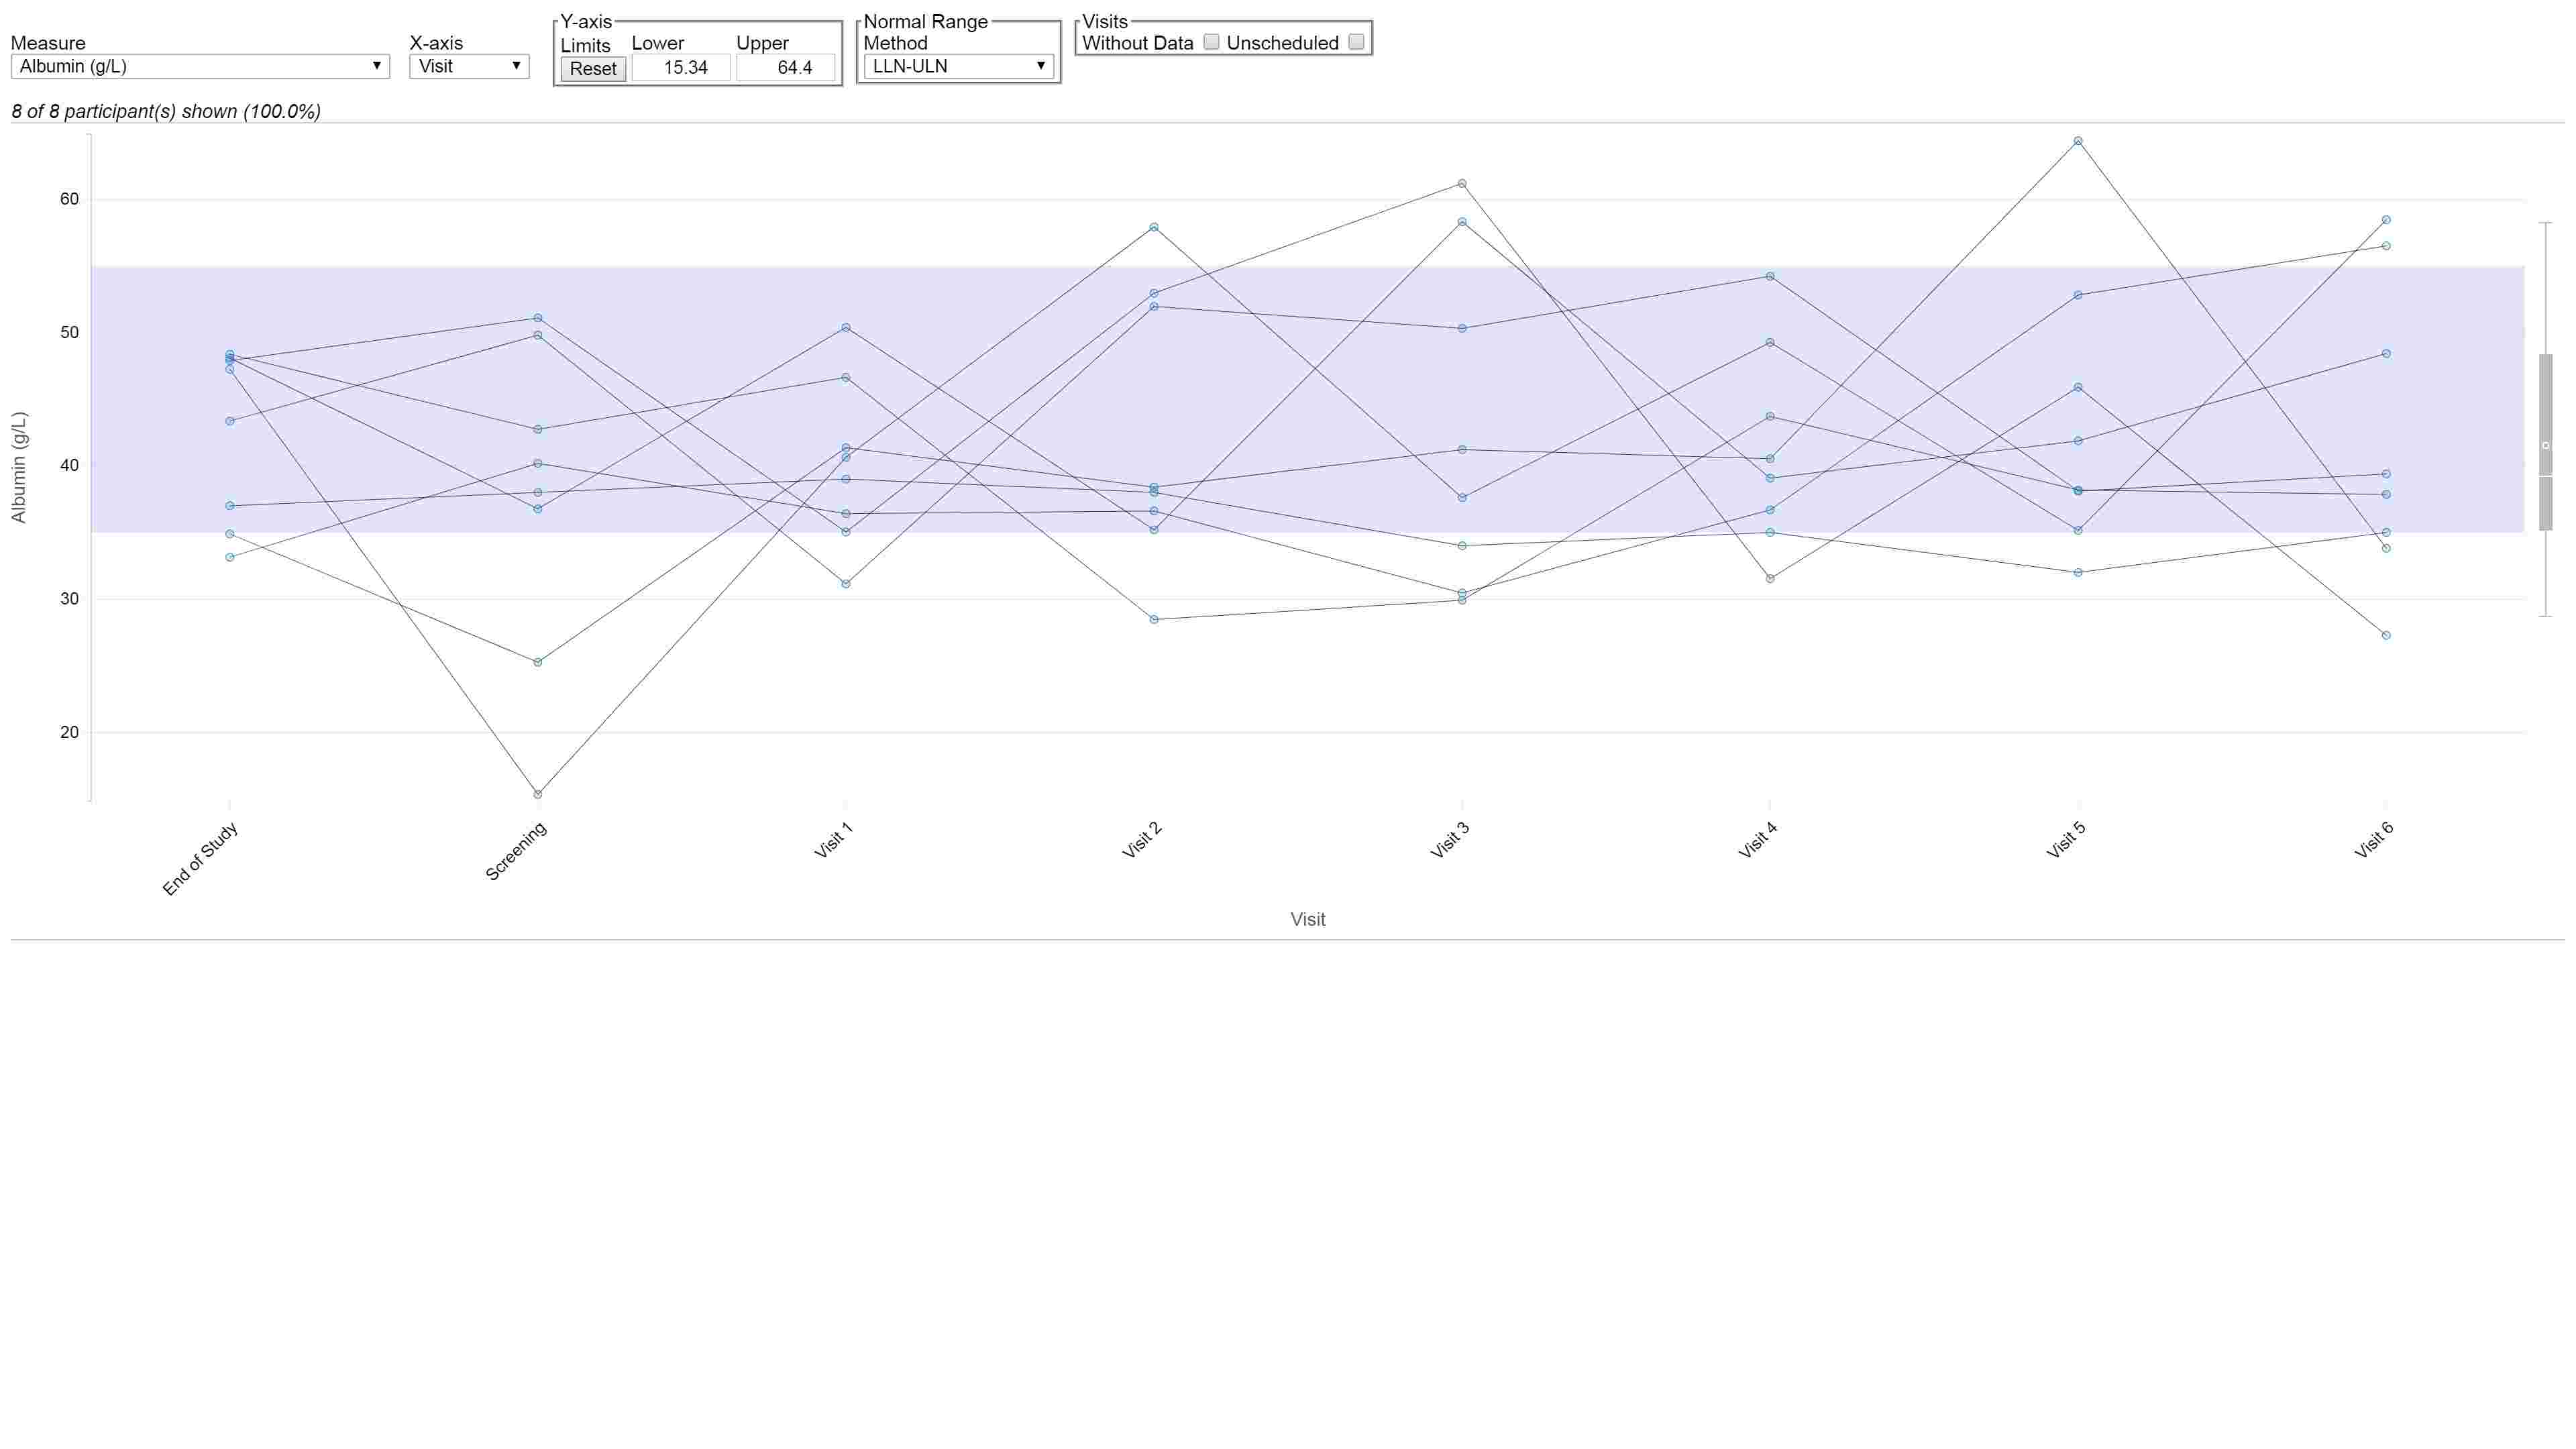 Measure
Albumin (g/L)
X-axis
Visit
Y-axis
Limits
Reset
Lower
15.34
Upper
64.4
Normal Range
Method
LLN-ULN
Visits
Without Data
Unscheduled
8 of 8 participant(s) shown (100.0%)
Albumin (g/L)
60
50
40
30
20
End of Study
Screening
Visit 1
Visit 2
Visit 3
Visit 4
Visit 5
Visit 6
Visit